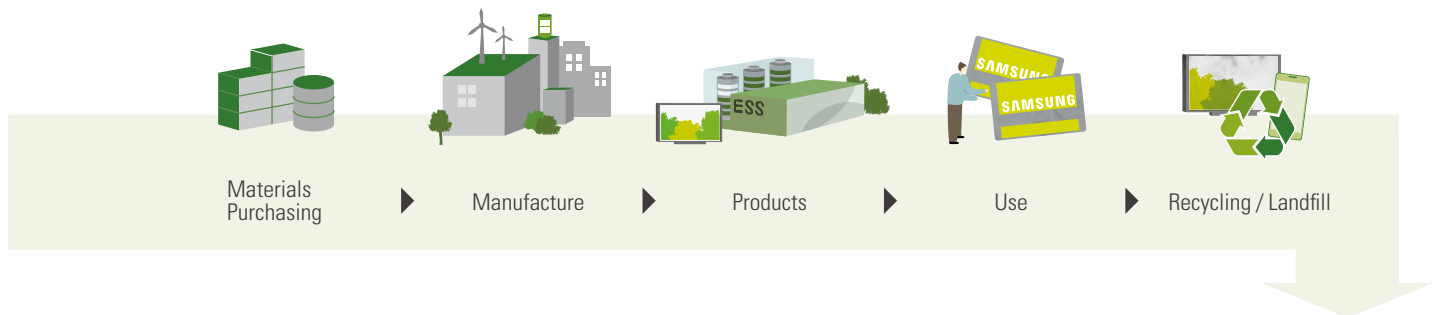 ESS
SAMSUNG
SAMSUNG
Materials
Purchasing
Manufacture
Products
Use
Recycling / Landfill